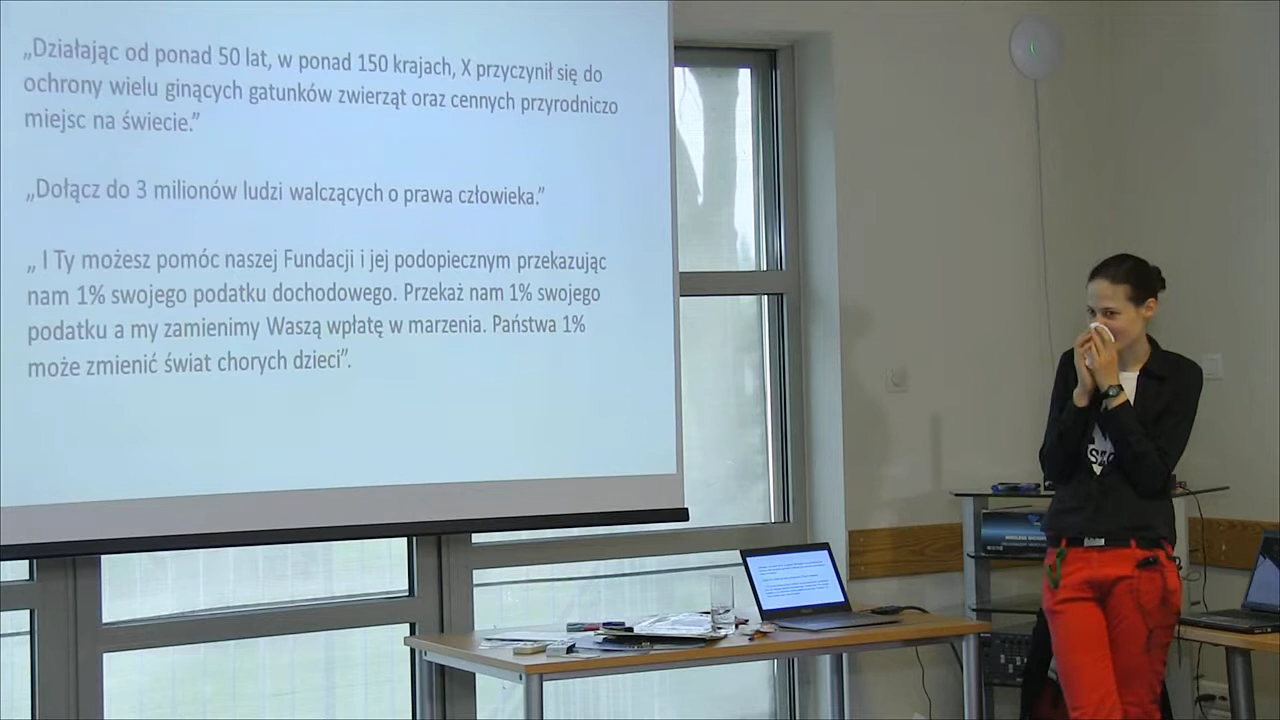 „Działając od ponad 50 lat, w ponad 150 krajach, X przyczynił się do
ochrony wielu ginących gatunków zwierząt oraz cennych przyrodniczo
miejsc na świecie.”
„Dołącz do 3 milionów ludzi walczących o prawa człowieka.”
„ I Ty możesz pomóc naszej Fundacji i jej podopiecznym przekazując
nam 1% swojego podatku dochodowego. Przekaż nam 1% swojego
podatku a my zamienimy Waszą wpłatę w marzenia. Państwa 1%
może zmienić świat chorych dzieci”.